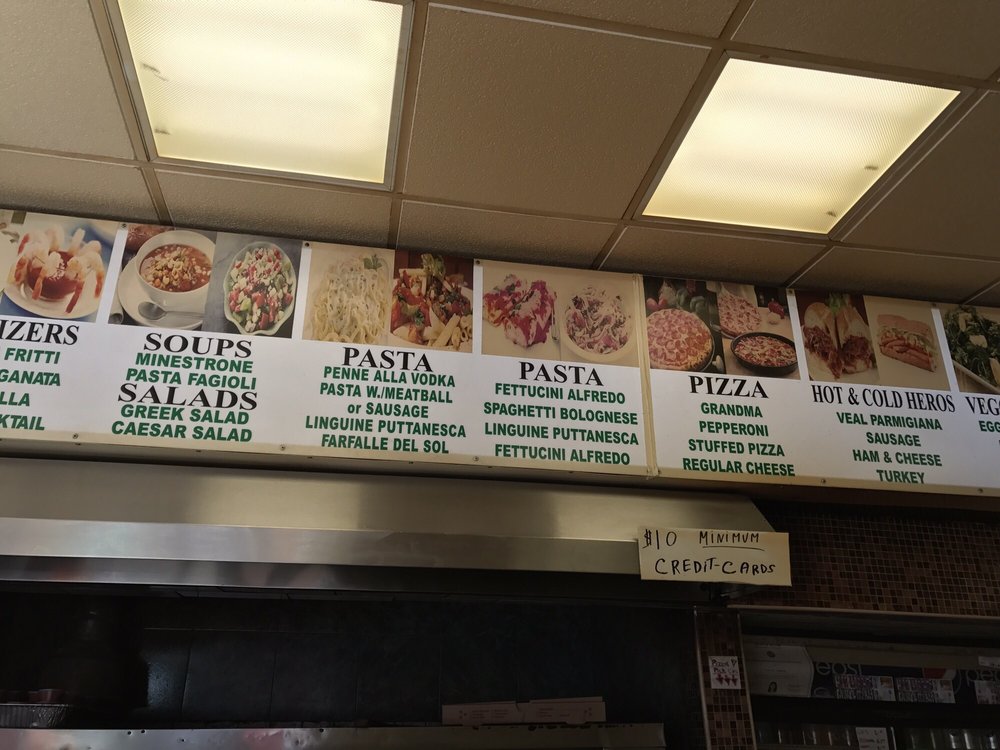 IZERS
FRITTI
GANATA
LLA
KTAIL
SOUPS
MINESTRONE
PASTA FAGIOLI
SALADS
GREEK SALAD
CAESAR SALAD
PASTA
PENNE ALLA VODKA
PASTA W./MEATBALL
or SAUSAGE
LINGUINE PUTTANESCA
FARFALLE DEL SOL
PASTA
FETTUCINI ALFREDO
SPAGHETTI BOLOGNESE
LINGUINE PUTTANESCA
FETTUCINI ALFREDO
PIZZA
GRANDMA
PEPPERONI
STUFFED PIZZA
REGULAR CHEESE
HOT & COLD HEROS
VEAL PARMIGIANA
SAUSAGE
HAM & CHEESE
TURKEY
VEG
EGG
$10 MINIMUM
CREDIT-CARDS
pepsi